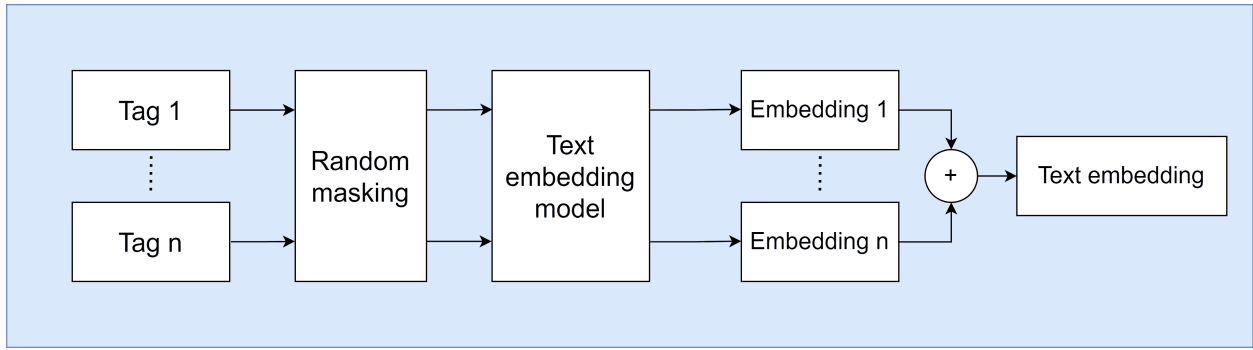 Tag 1
Tag n
Random
masking
Text
embedding
model
Embedding 1
Embedding n
+
Text embedding